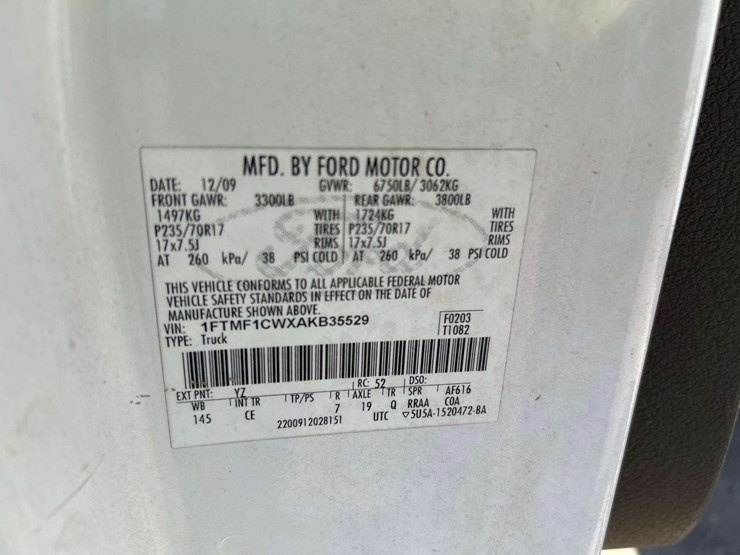 MFD. BY FORD MOTOR CO.
DATE: 12/09 GVWR: 6750LB/3062KG
FRONT GAWR: 3300LB REAR GAWR: 3800LB
1497KG WITH 1724KG WITH
P235/70R17 TIRES P235/70R17 TIRES
17x7.5J RIMS 17x7.5J RIMS
AT 260 kPa/ 38 PSI COLD AT 260 kPa/ 38 PSI COLD
THIS VEHICLE CONFORMS TO ALL APPLICABLE FEDERAL MOTOR
VEHICLE SAFETY STANDARDS IN EFFECT ON THE DATE OF
MANUFACTURE SHOWN ABOVE.
VIN: 1FTMF1CWXAKB35529 F0203
TYPE: Truck T1082
EXT PNT: YZ RC: 52 DSO:
WB INT TR TP/PS R AXLE TR SPR AF616
145 CE 7 19 Q RRAA COA
2200912028151 UTC ▽5U5A-1520472-BA